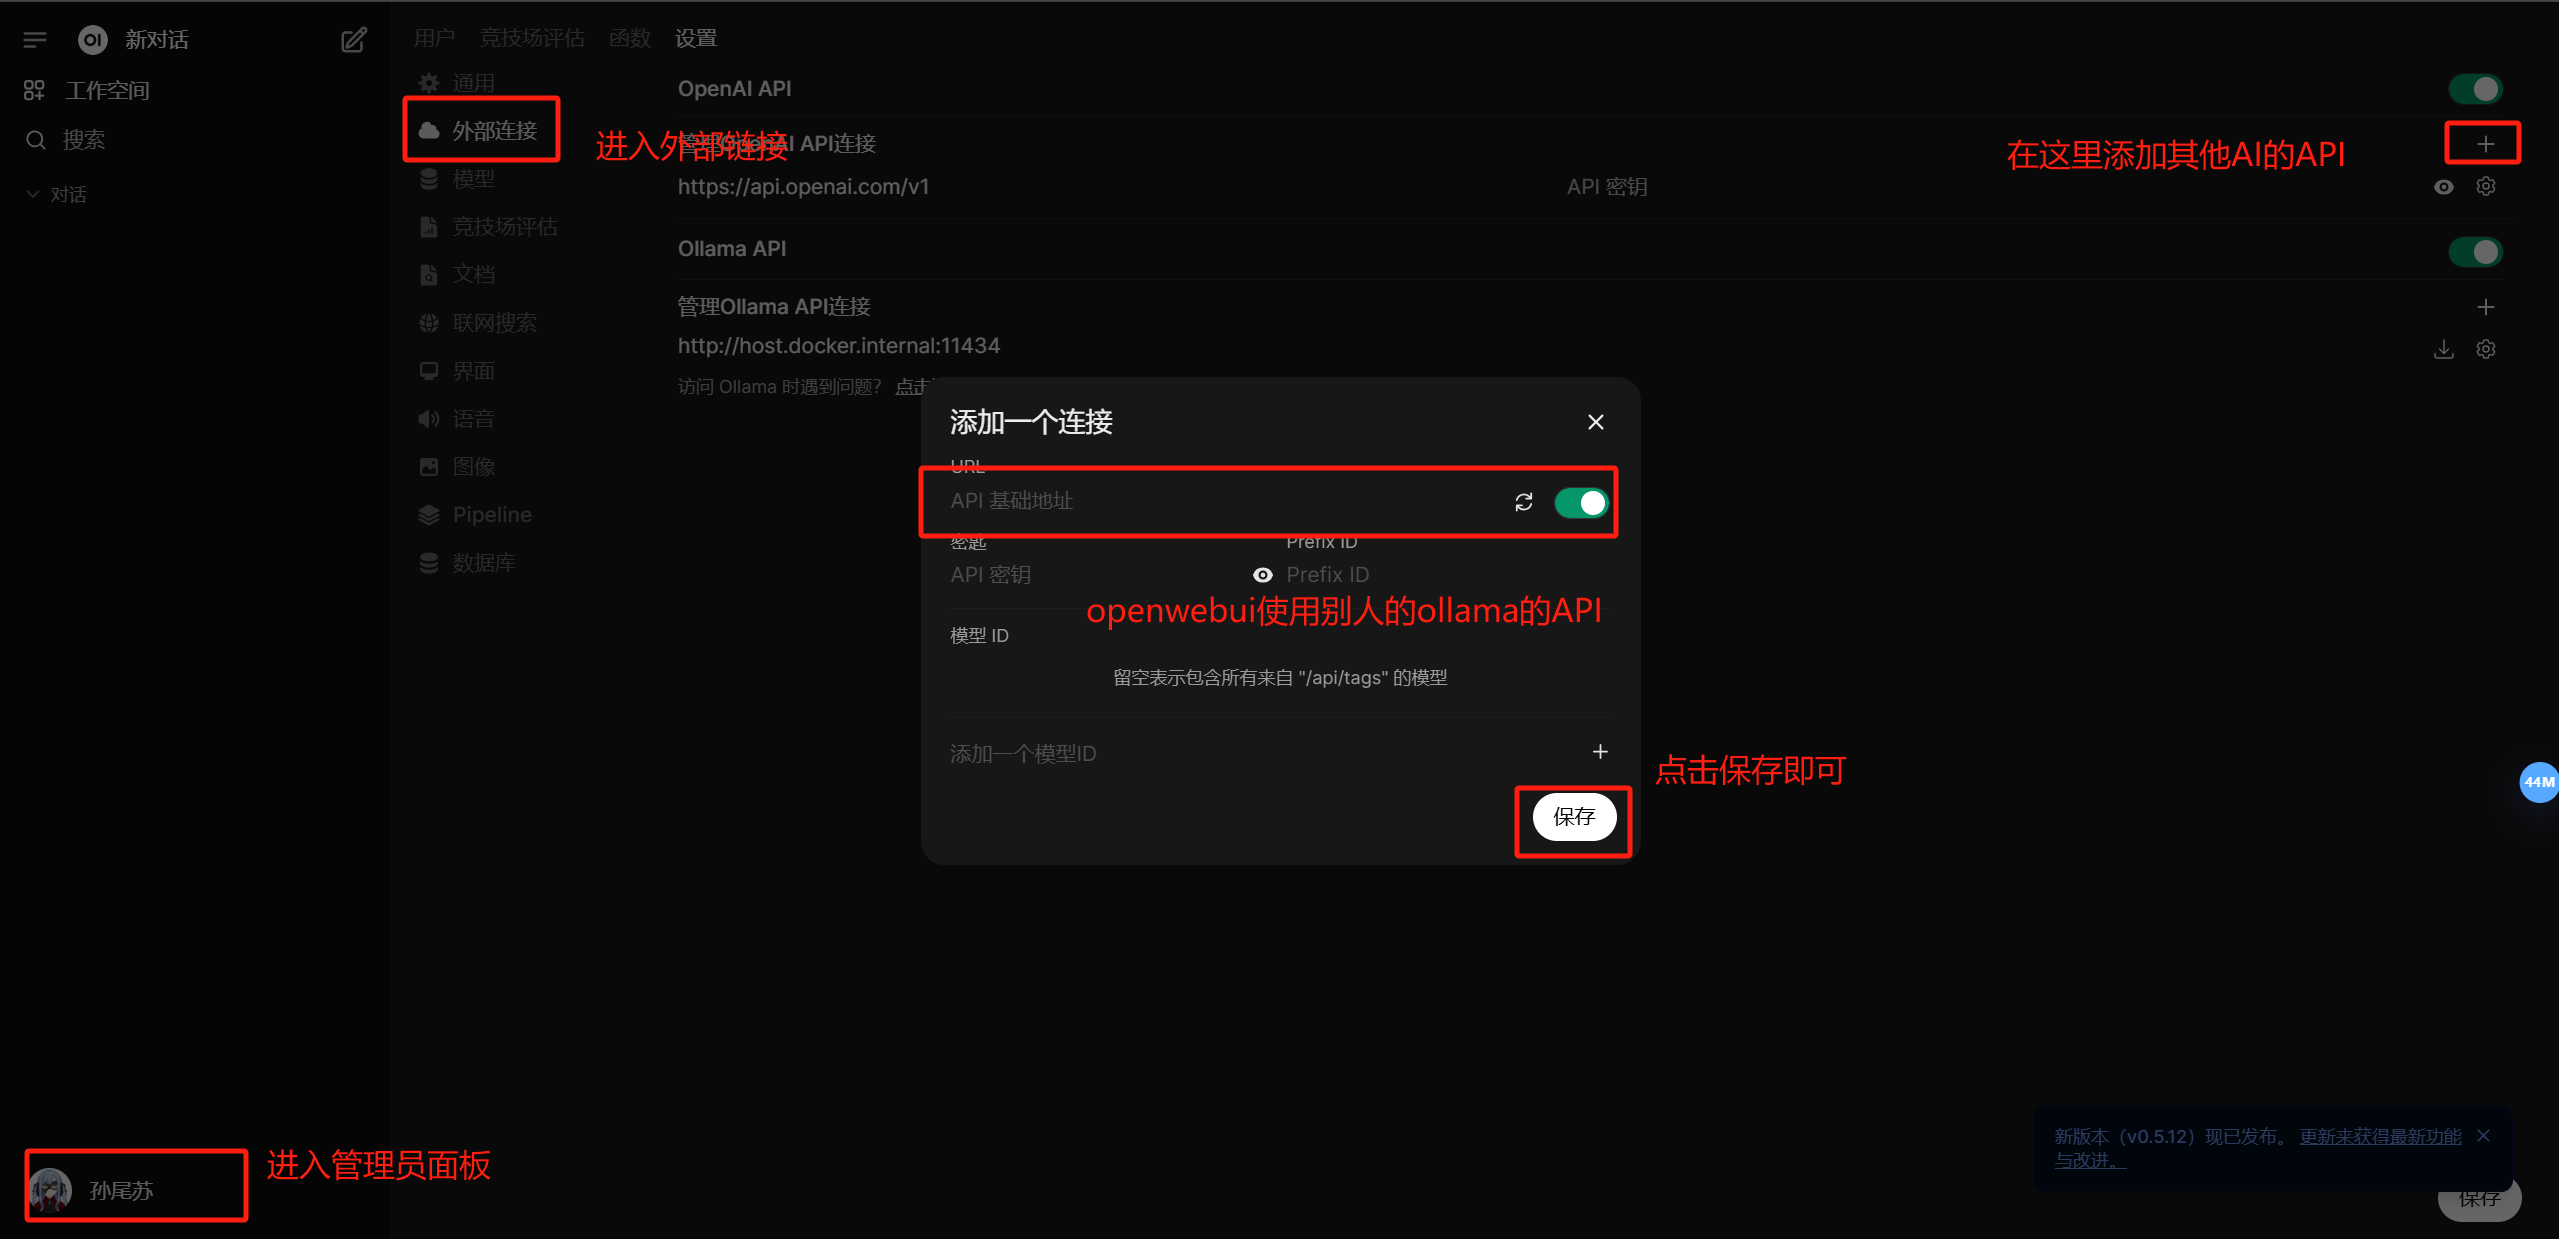 新对话
工作空间
搜索
对话
用户 竞技场评估 函数 设置
通用
外部连接
模型
竞技场评估
文档
联网搜索
界面
语音
图像
Pipeline
数据库
进入外部链接
OpenAI API
管理OpenAI API连接
在这里添加其他AI的API
https://api.openai.com/v1
API 密钥
Ollama API
管理Ollama API连接
http://host.docker.internal:11434
访问 Ollama 时遇到问题? 点击
添加一个连接
URL
API 基础地址
密匙
Prefix ID
API 密钥
Prefix ID
openwebui使用别人的ollama的API
模型 ID
留空表示包含所有来自 "/api/tags" 的模型
添加一个模型ID
点击保存即可
保存
44M
新版本（v0.5.12）现已发布。 更新来获得最新功能
与改进。
保存
进入管理员面板
孙尾苏